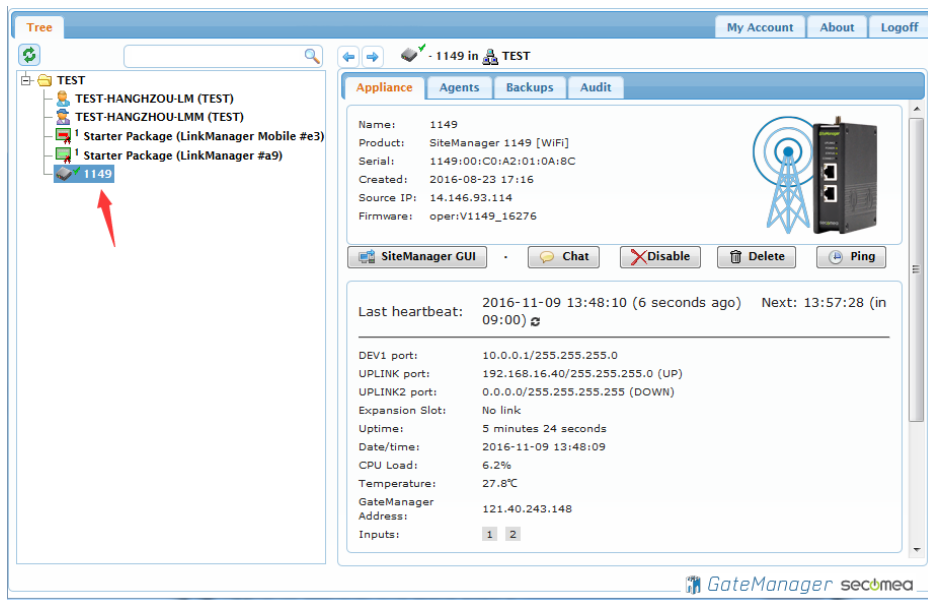 Tree
My Account About Logoff
- 1149 in TEST
TEST
TEST-HANGHZOU-LM (TEST)
TEST-HANGZHOU-LMM (TEST)
1 Starter Package (LinkManager Mobile #e3)
1 Starter Package (LinkManager #a9)
1149
Appliance Agents Backups Audit
Name: 1149
Product: SiteManager 1149 [WiFi]
Serial: 1149:00:C0:A2:01:0A:8C
Created: 2016-08-23 17:16
Source IP: 14.146.93.114
Firmware: oper:V1149_16276
SiteManager GUI - Chat Disable Delete Ping
Last heartbeat: 2016-11-09 13:48:10 (6 seconds ago) Next: 13:57:28 (in
09:00)
DEV1 port: 10.0.0.1/255.255.255.0
UPLINK port: 192.168.16.40/255.255.255.0 (UP)
UPLINK2 port: 0.0.0.0/255.255.255.255 (DOWN)
Expansion Slot: No link
Uptime: 5 minutes 24 seconds
Date/time: 2016-11-09 13:48:09
CPU Load: 6.2%
Temperature: 27.8℃
GateManager
Address: 121.40.243.148
Inputs: 1 2
GateManager secomea